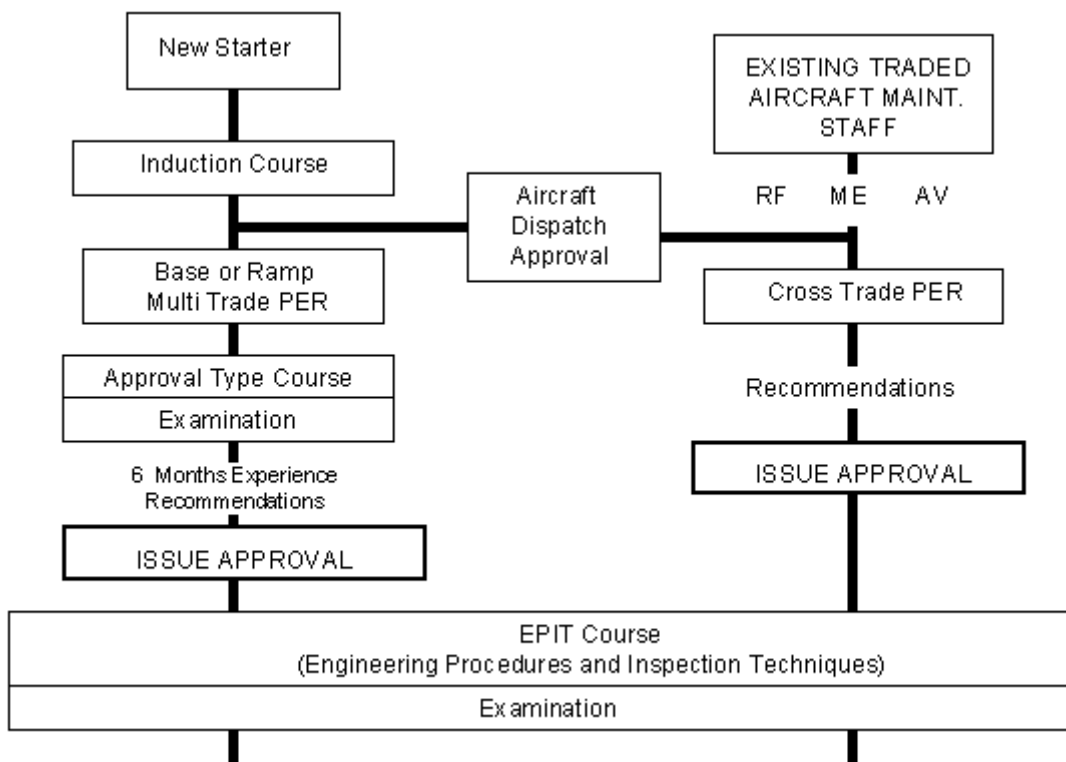 New Starter
EXISTING TRADED
AIRCRAFT MAINT.
STAFF
Induction Course
RF ME AV
Aircraft
Dispatch
Approval
Base or Ramp
Multi Trade PER
Cross Trade PER
Approval Type Course
Examination
Recommendations
6 Months Experience
Recommendations
ISSUE APPROVAL
ISSUE APPROVAL
EPIT Course
(Engineering Procedures and Inspection Techniques)
Examination